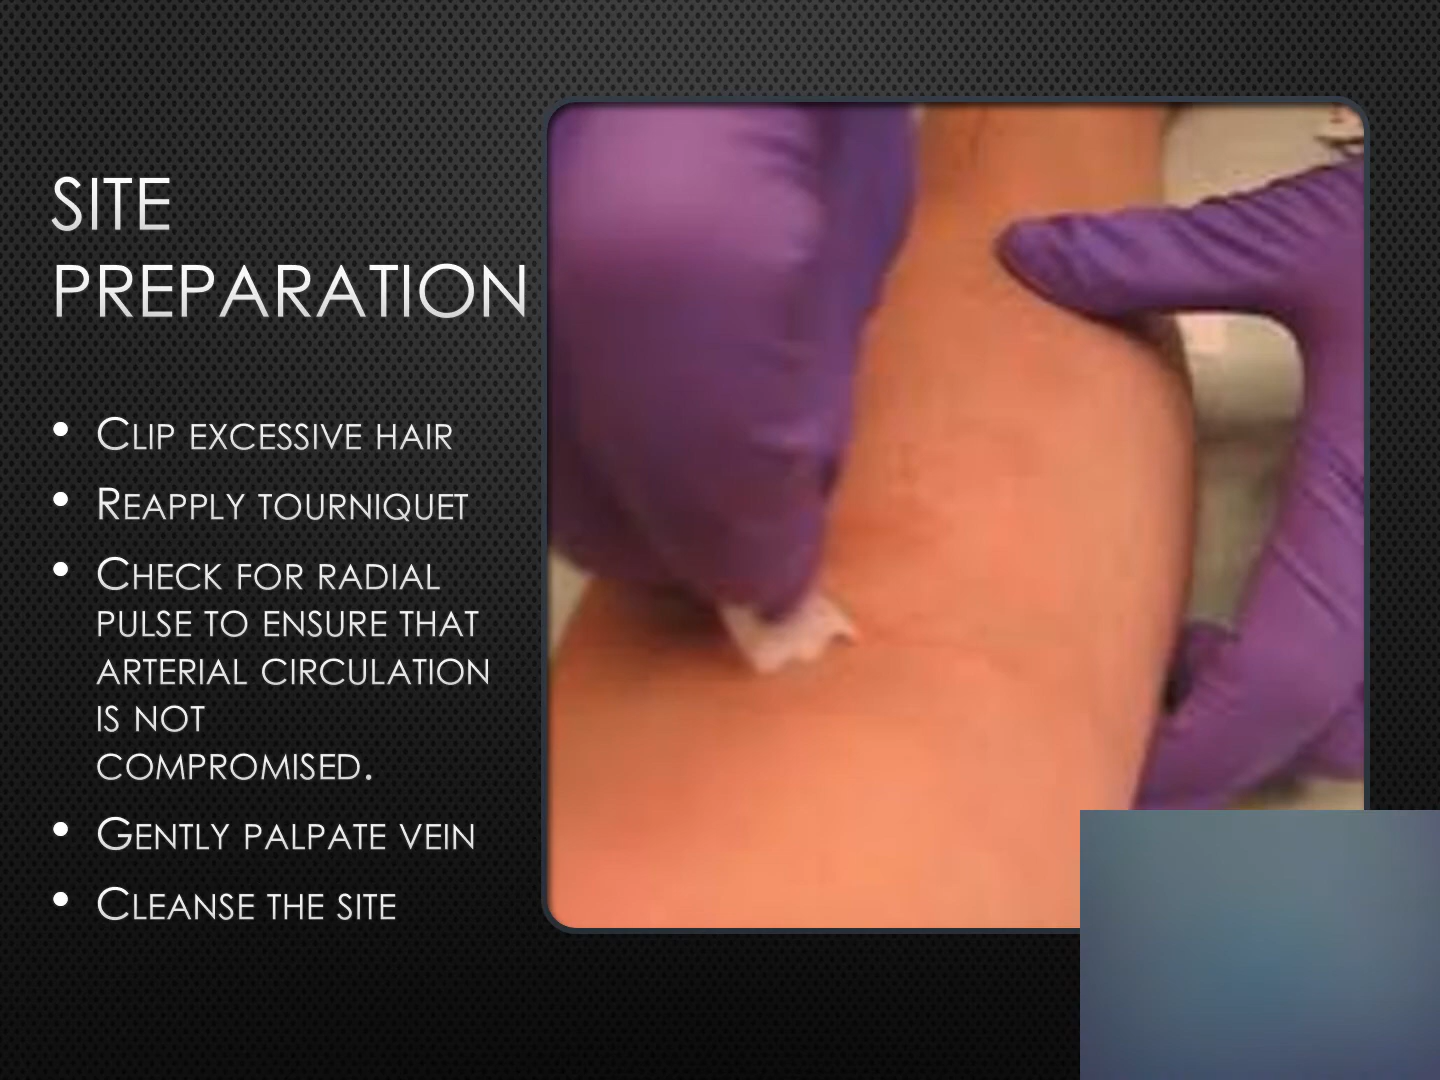 SITE
PREPARATION
• CLIP EXCESSIVE HAIR
• REAPPLY TOURNIQUET
• CHECK FOR RADIAL
PULSE TO ENSURE THAT
ARTERIAL CIRCULATION
IS NOT
COMPROMISED.
• GENTLY PALPATE VEIN
• CLEANSE THE SITE